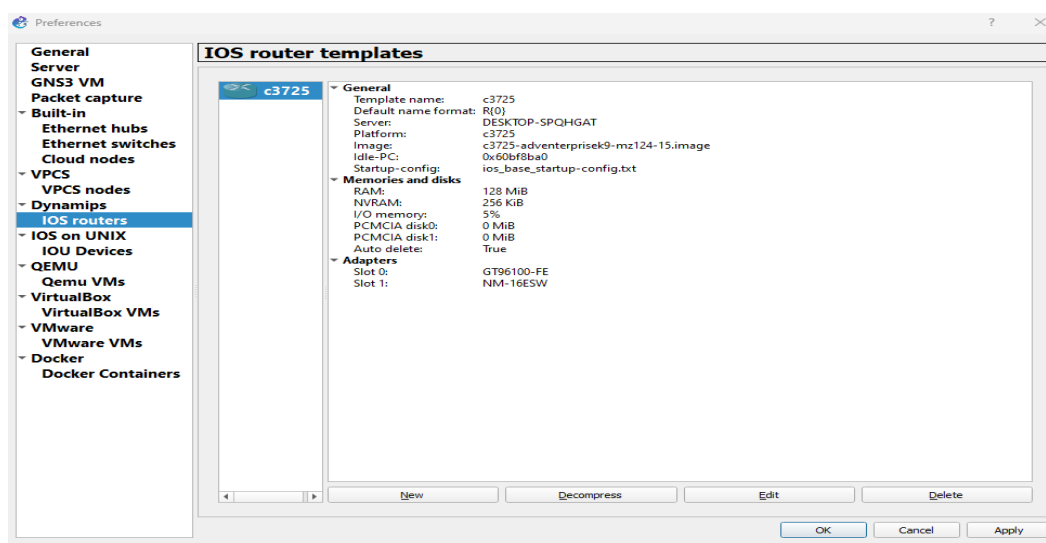 Preferences
?
General
Server
GNS3 VM
Packet capture
Built-in
Ethernet hubs
Ethernet switches
Cloud nodes
VPCS
VPCS nodes
Dynamips
IOS routers
IOS on UNIX
IOU Devices
QEMU
Qemu VMs
VirtualBox
VirtualBox VMs
VMware
VMware VMs
Docker
Docker Containers
IOS router templates
c3725
General
Template name: c3725
Default name format: R{0}
Server: DESKTOP-SPQHGAT
Platform: c3725
Image: c3725-adventerprisek9-mz124-15.image
Idle-PC: 0x60bf8ba0
Startup-config: ios_base_startup-config.txt
Memories and disks
RAM: 128 MiB
NVRAM: 256 KiB
I/O memory: 5%
PCMCIA disk0: 0 MiB
PCMCIA disk1: 0 MiB
Auto delete: True
Adapters
Slot 0: GT96100-FE
Slot 1: NM-16ESW
New Decompress Edit Delete
OK Cancel Apply